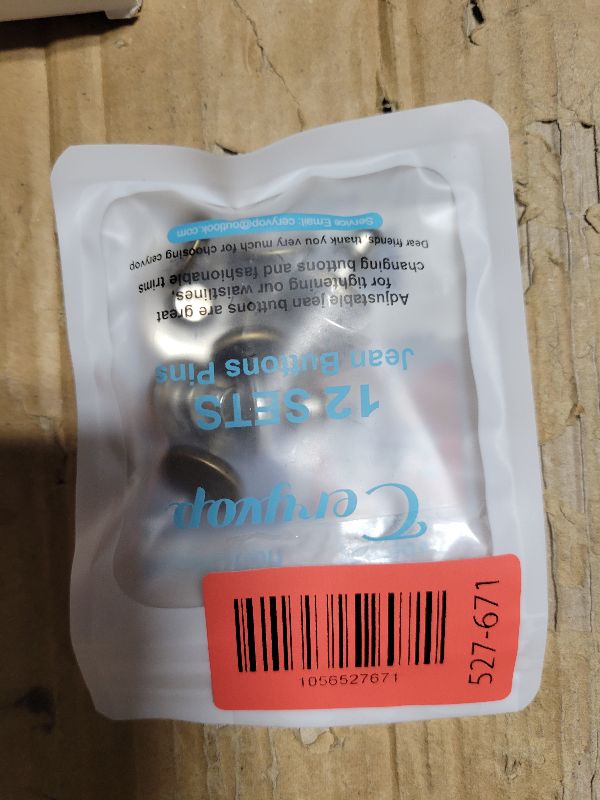 Ceryvop
12 SETS
Jean Buttons Pins
Adjustable jean buttons are great
for tightening our waistlines,
changing buttons and fashionable trims
Dear friends, thank you very much for choosing ceryvop
Service Email: ceryvop@outlook.com
1056527671
527-671